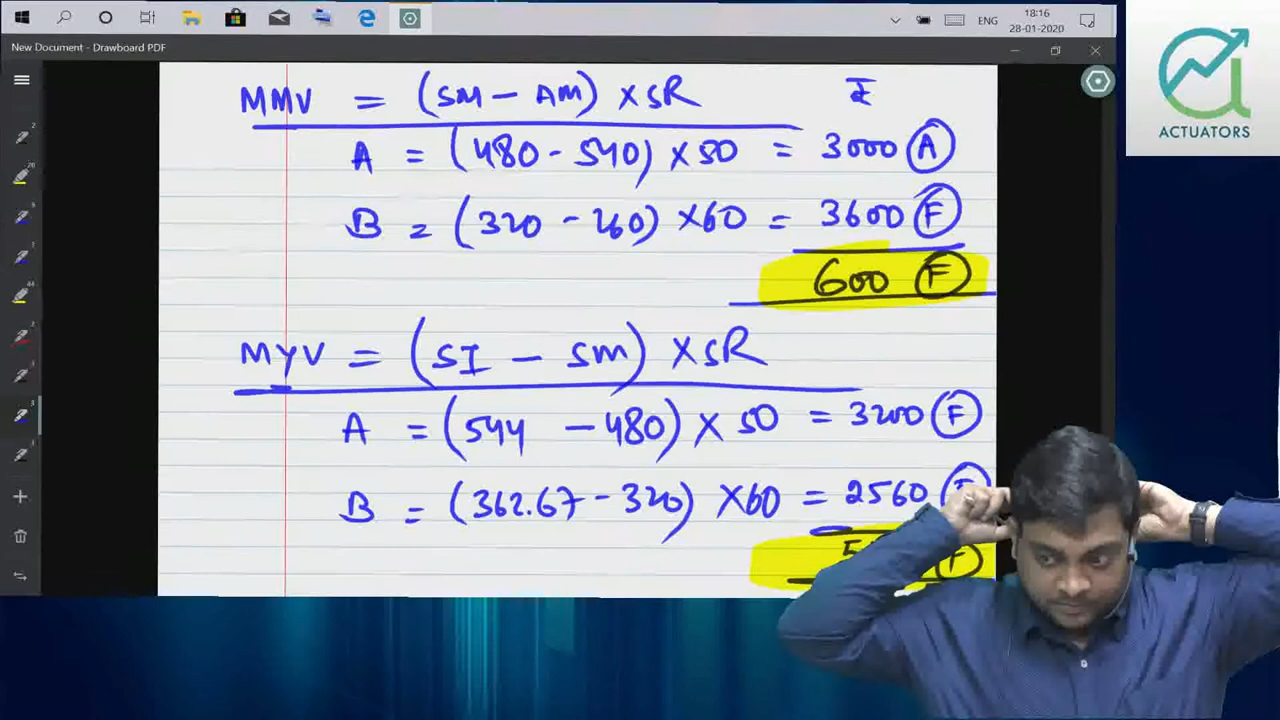 18:16
ENG
28-01-2020
New Document - Drawboard PDF
ACTUATORS
MMV = (SM - AM) × SR ₹
A = (480 - 540) × 50 = 3000 A
B = (320 - 260) × 60 = 3600 F
600 F
MYV = (SI - SM) × SR
A = (544 - 480) × 50 = 3200 F
B = (362.67 - 320) × 60 = 2560
F